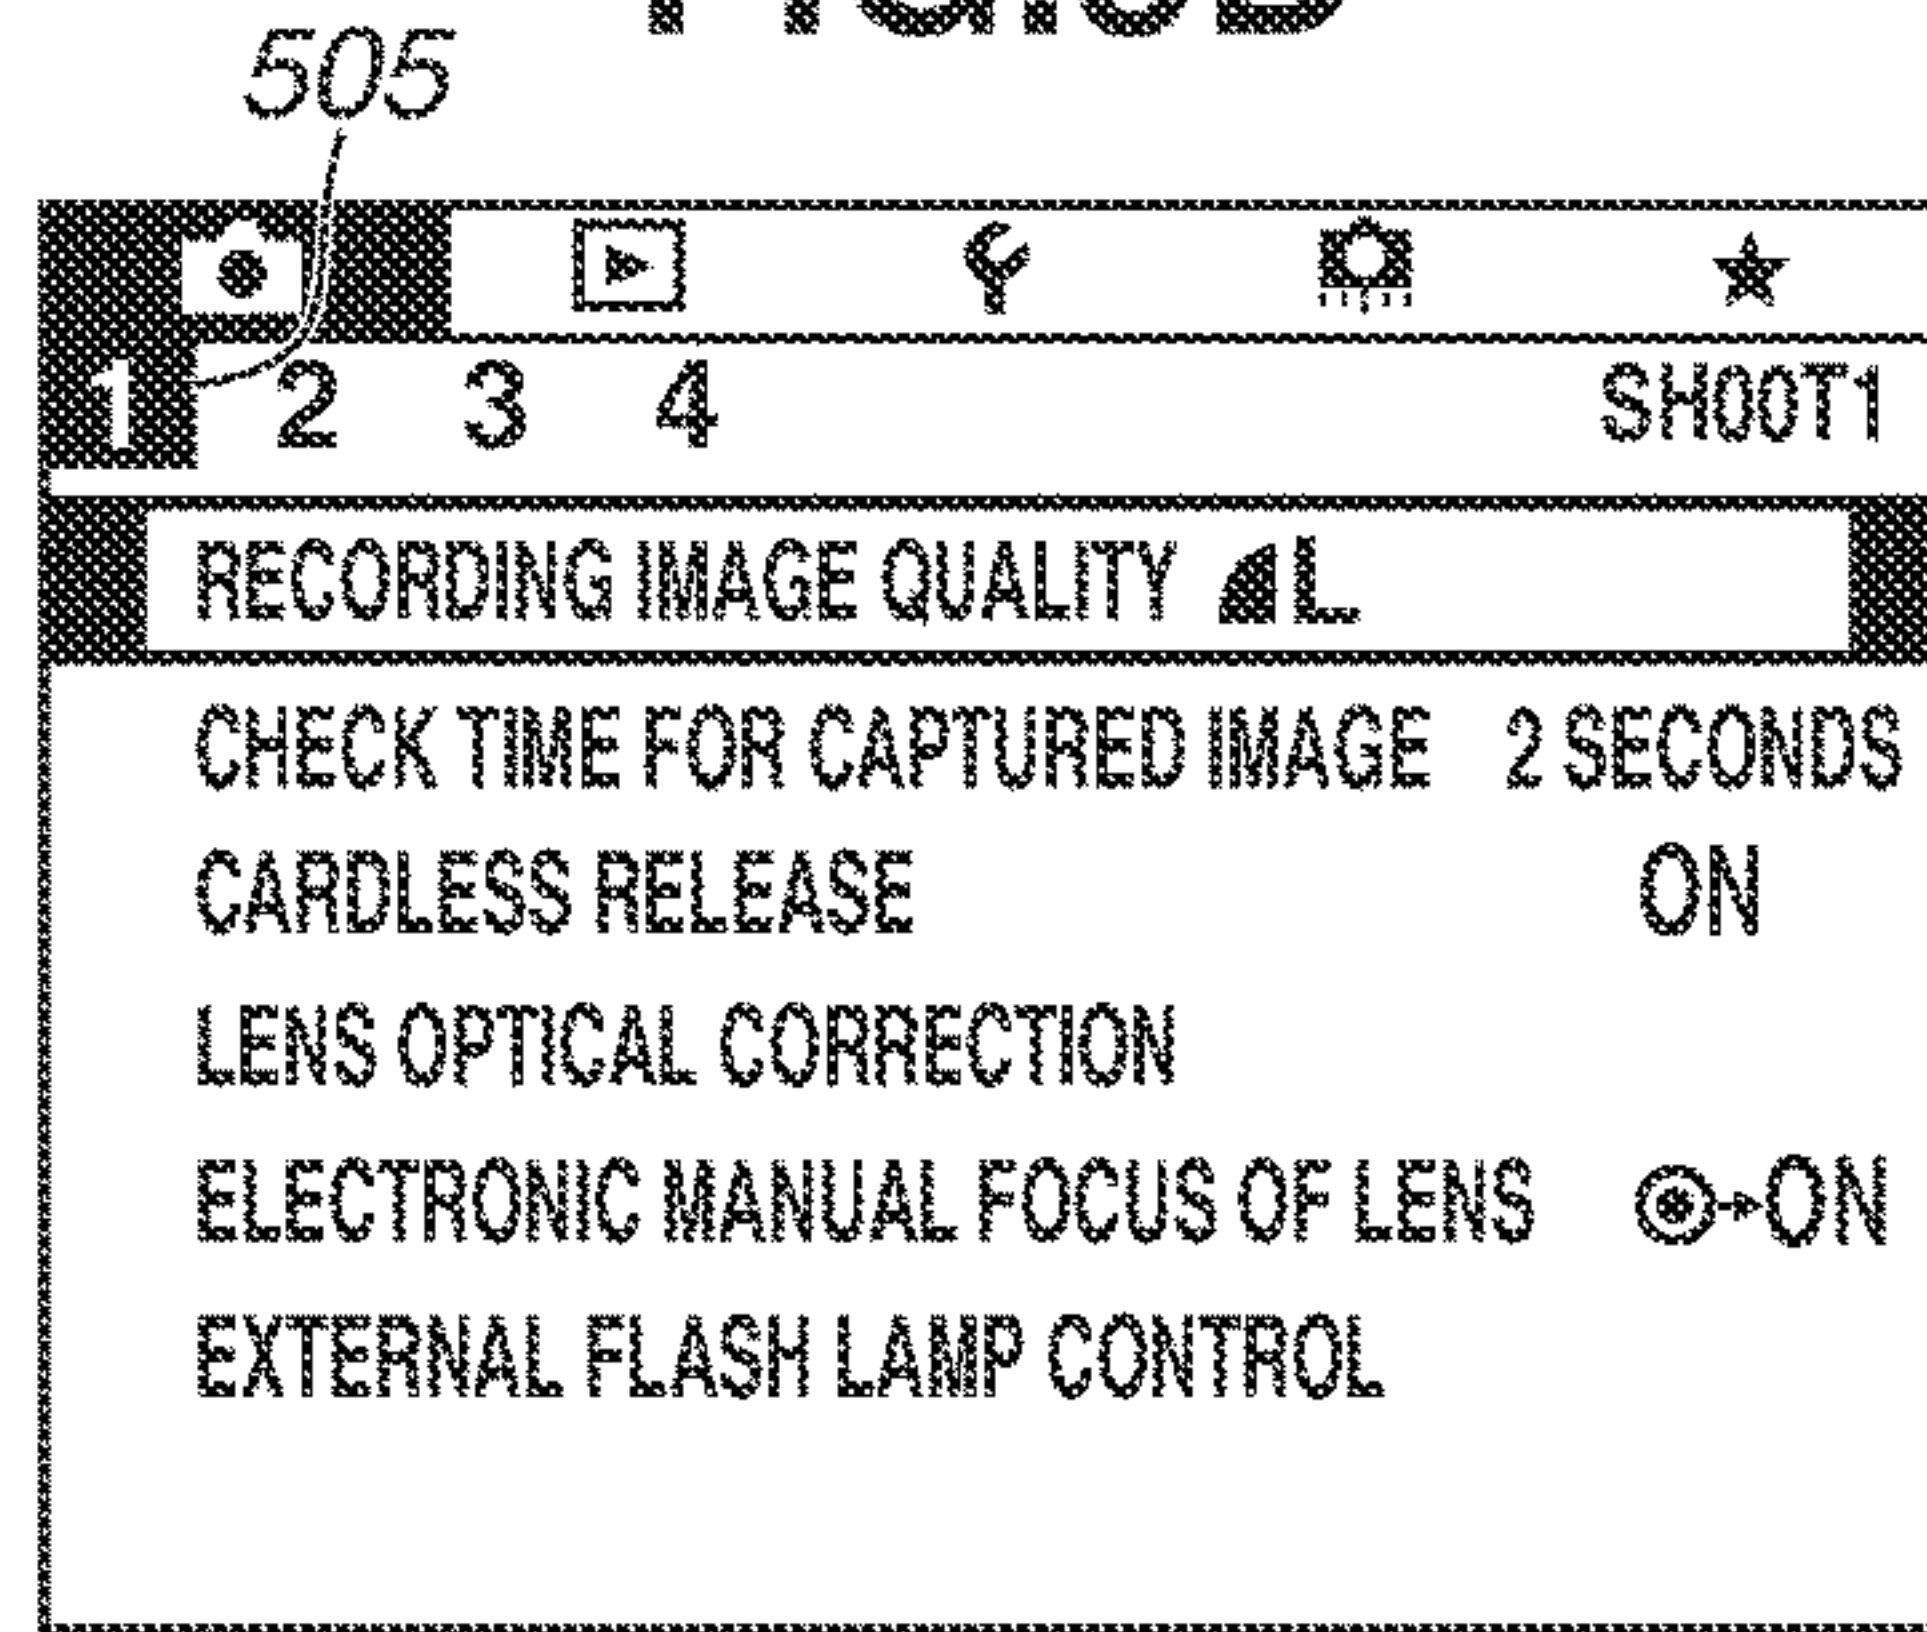 505
1 2 3 4 SHOOT1
RECORDING IMAGE QUALITY L
CHECK TIME FOR CAPTURED IMAGE 2 SECONDS
CARDLESS RELEASE ON
LENS OPTICAL CORRECTION
ELECTRONIC MANUAL FOCUS OF LENS ON
EXTERNAL FLASH LAMP CONTROL